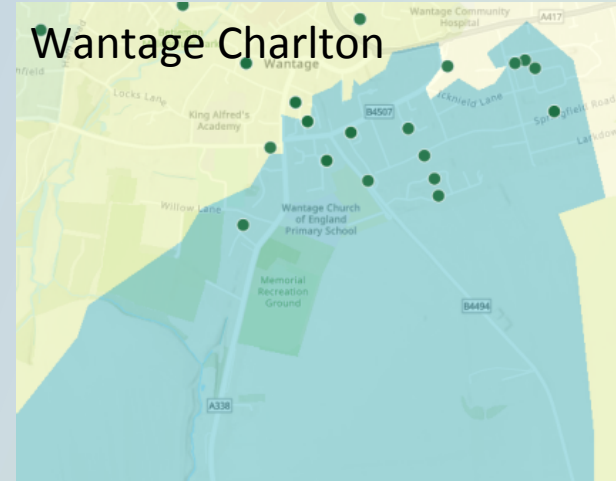 Wantage Charlton
Wantage Community
Hospital
A417
Wantage
Locks Lane
King Alfred's
Academy
B4507
Icknield Lane
Springfield Road
Larkdow
Willow Lane
Wantage Church
of England
Primary School
Memorial
Recreation
Ground
B4494
A338